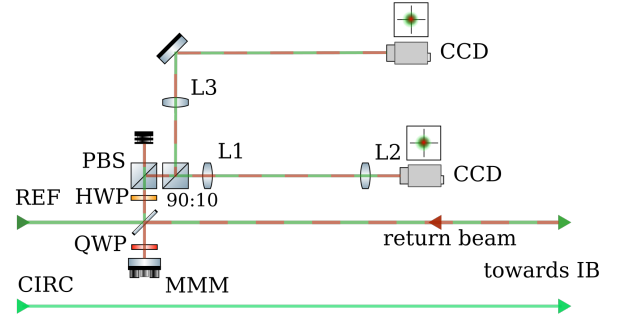 CCD
L3
L1
L2
PBS
CCD
90:10
HWP
REF
QWP
return beam
towards IB
CIRC
MMM